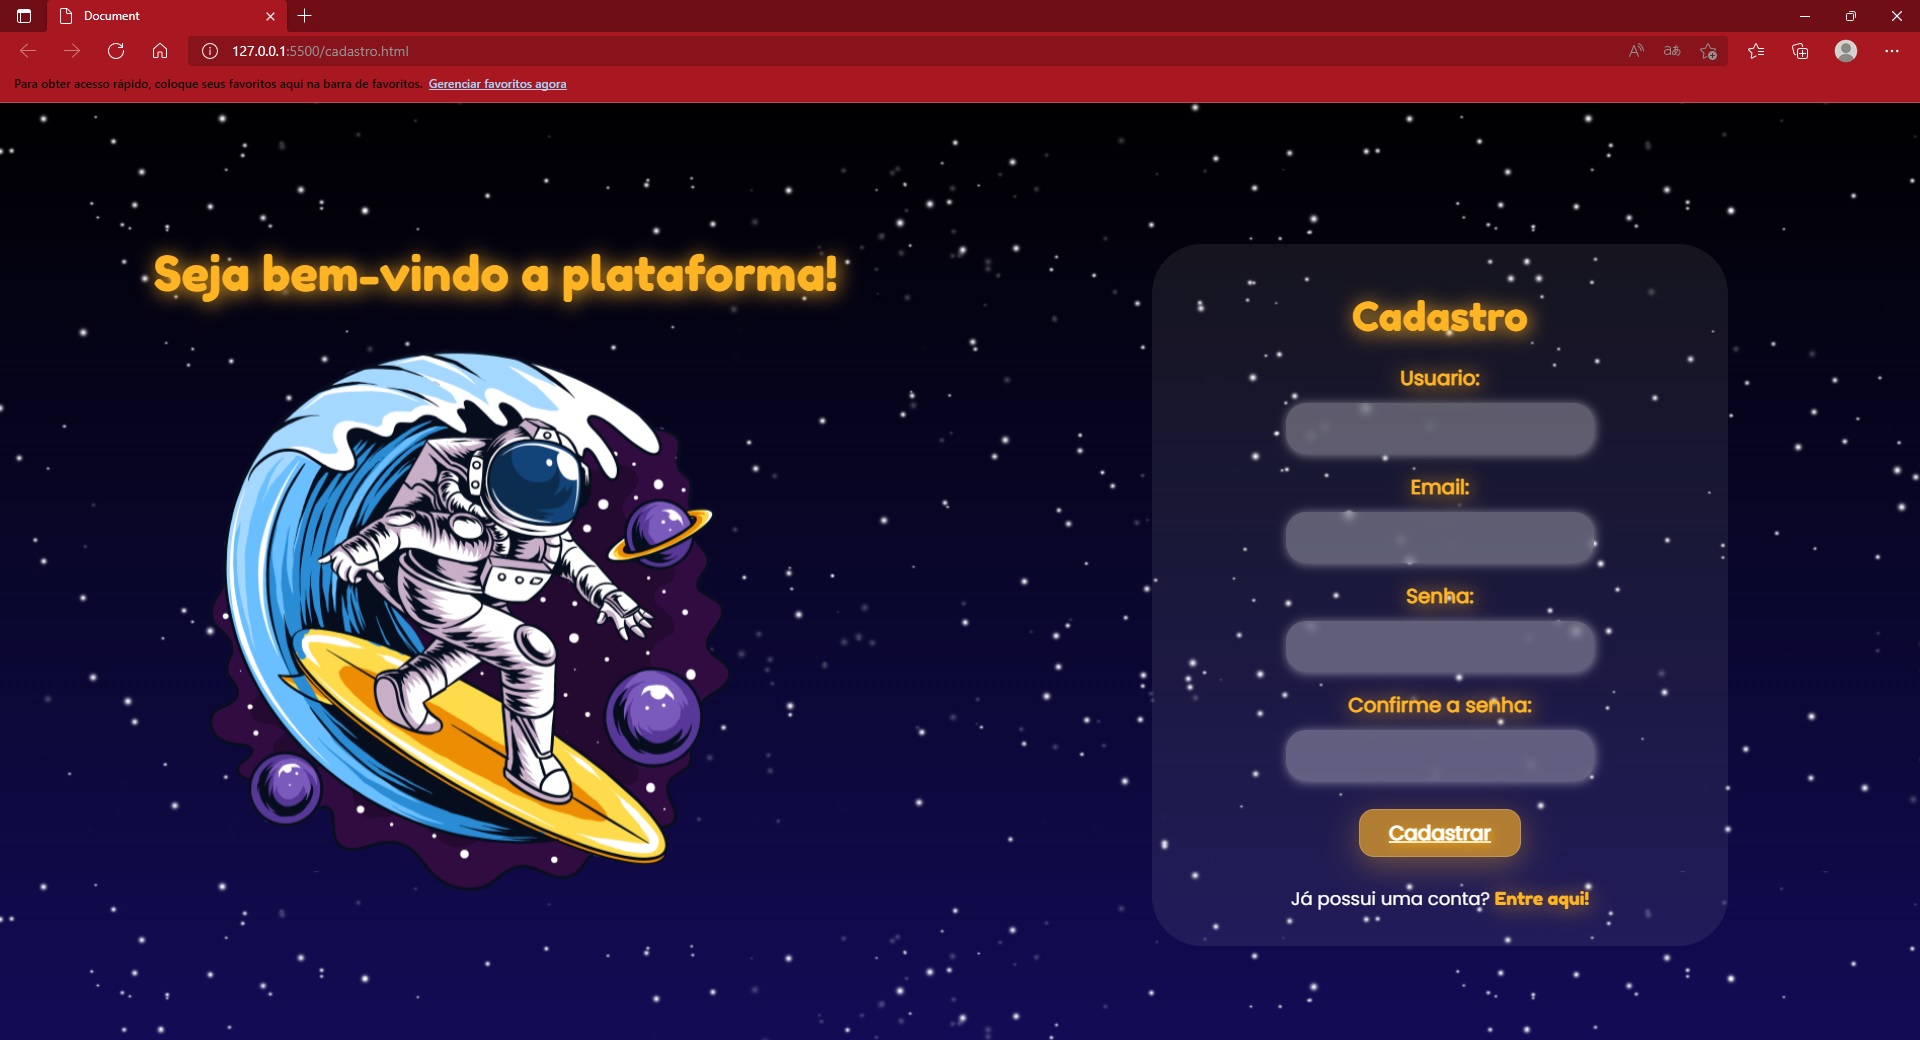 Document
127.0.0.1:5500/cadastro.html
Para obter acesso rápido, coloque seus favoritos aqui na barra de favoritos. Gerenciar favoritos agora
Seja bem-vindo a plataforma!
Cadastro
Usuario:
Email:
Senha:
Confirme a senha:
Cadastrar
Já possui uma conta? Entre aqui!